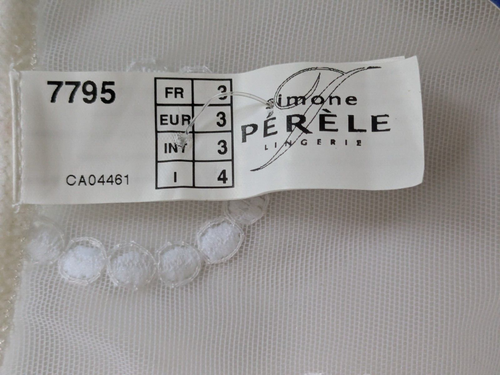 7795
FR 3
EUR 3
INT 3
I 4
CA04461
simone
PÉRÈLE
LINGERIE